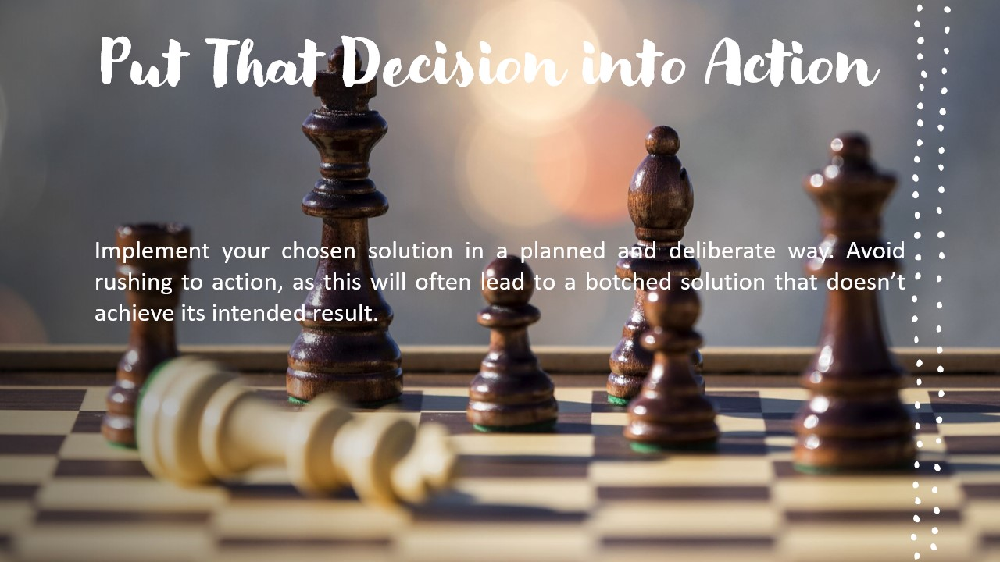 Put That Decision into Action
Implement your chosen solution in a planned and deliberate way. Avoid
rushing to action, as this will often lead to a botched solution that doesn’t
achieve its intended result.